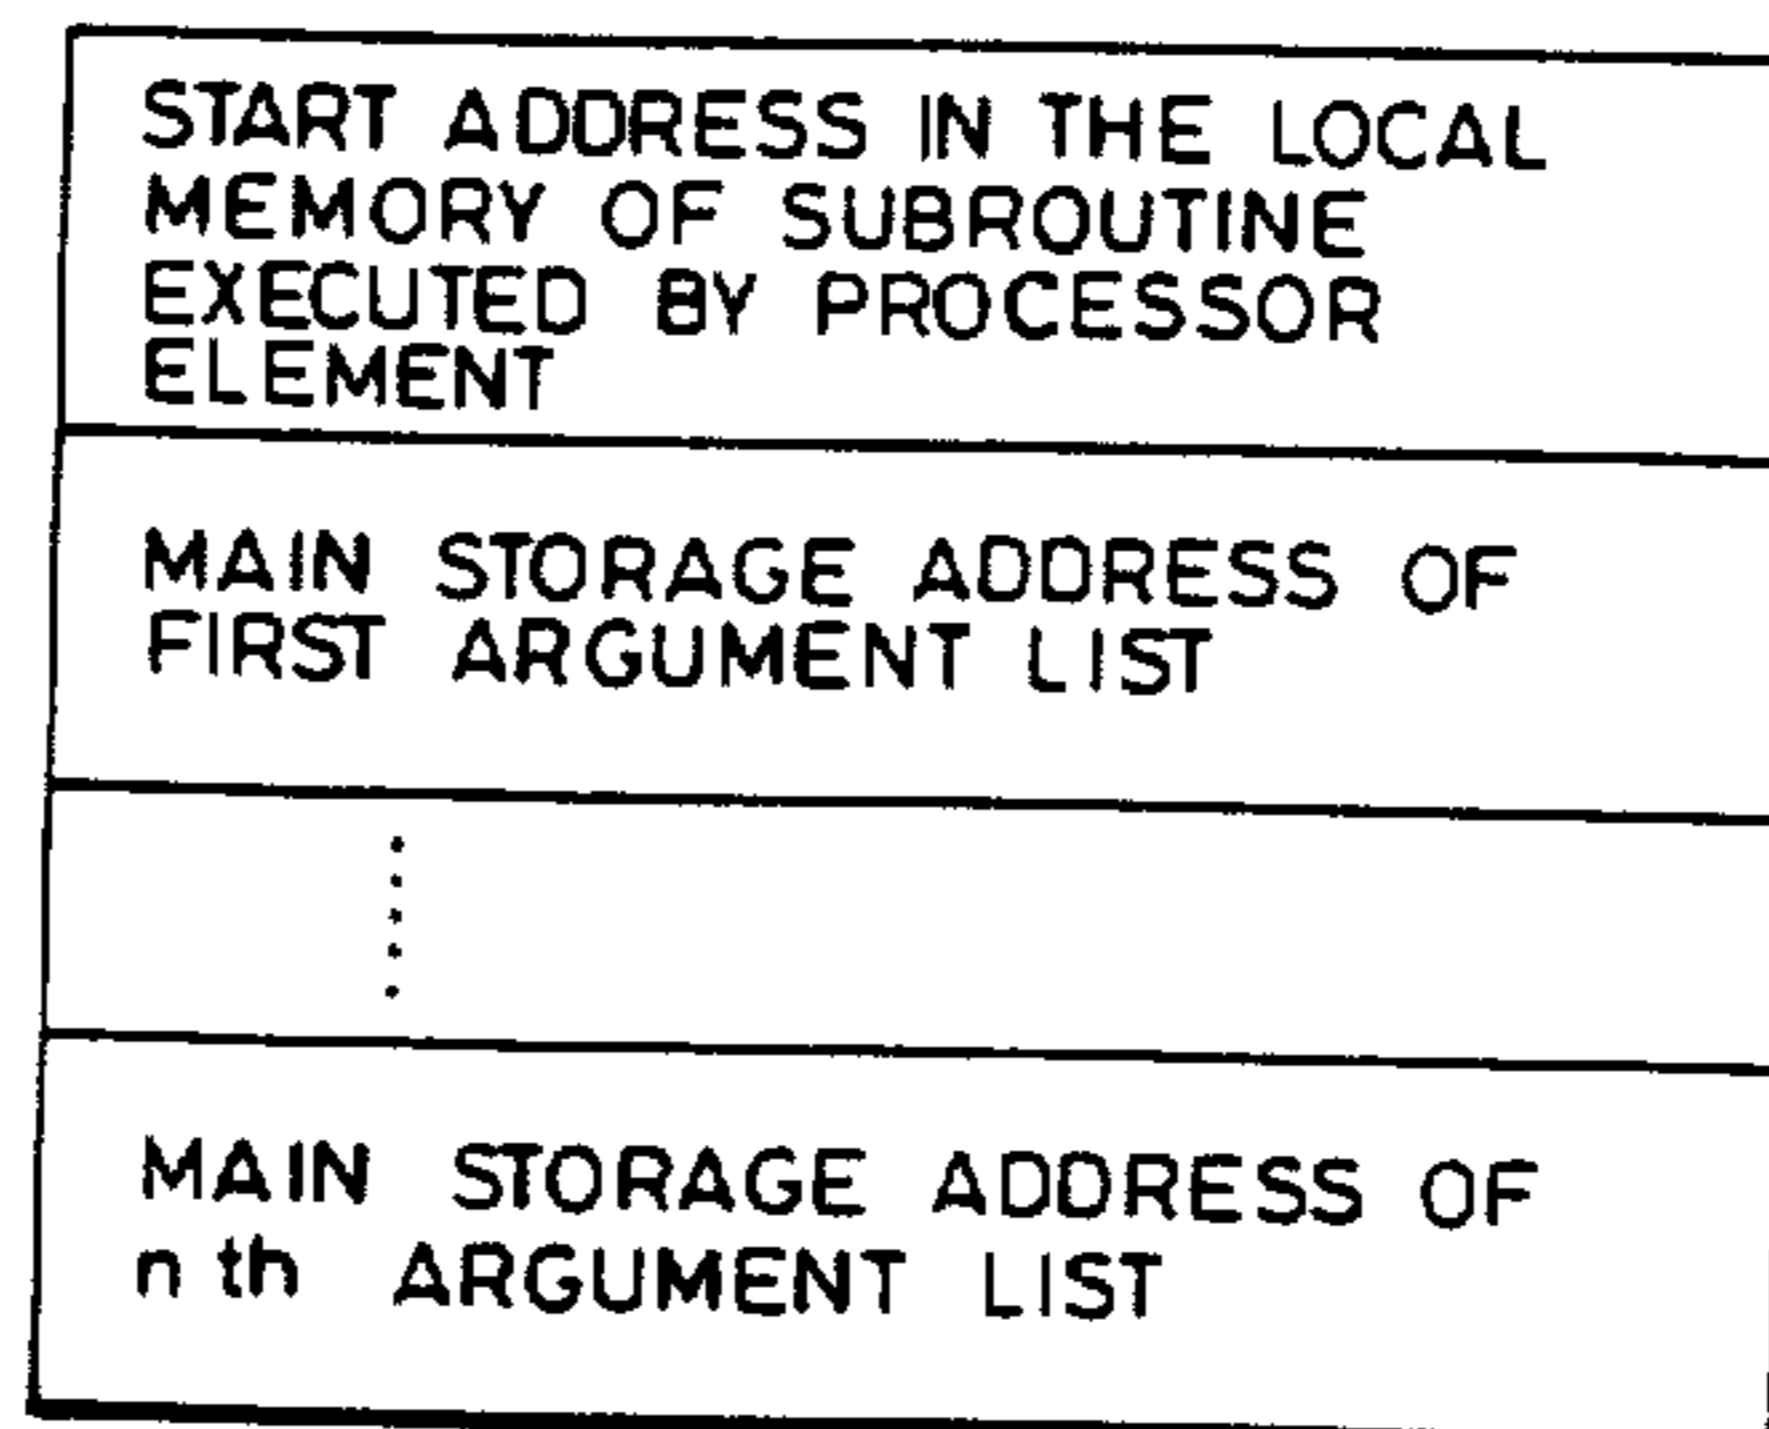 START ADDRESS IN THE LOCAL
MEMORY OF SUBROUTINE
EXECUTED BY PROCESSOR
ELEMENT
MAIN STORAGE ADDRESS OF
FIRST ARGUMENT LIST
MAIN STORAGE ADDRESS OF
n th ARGUMENT LIST